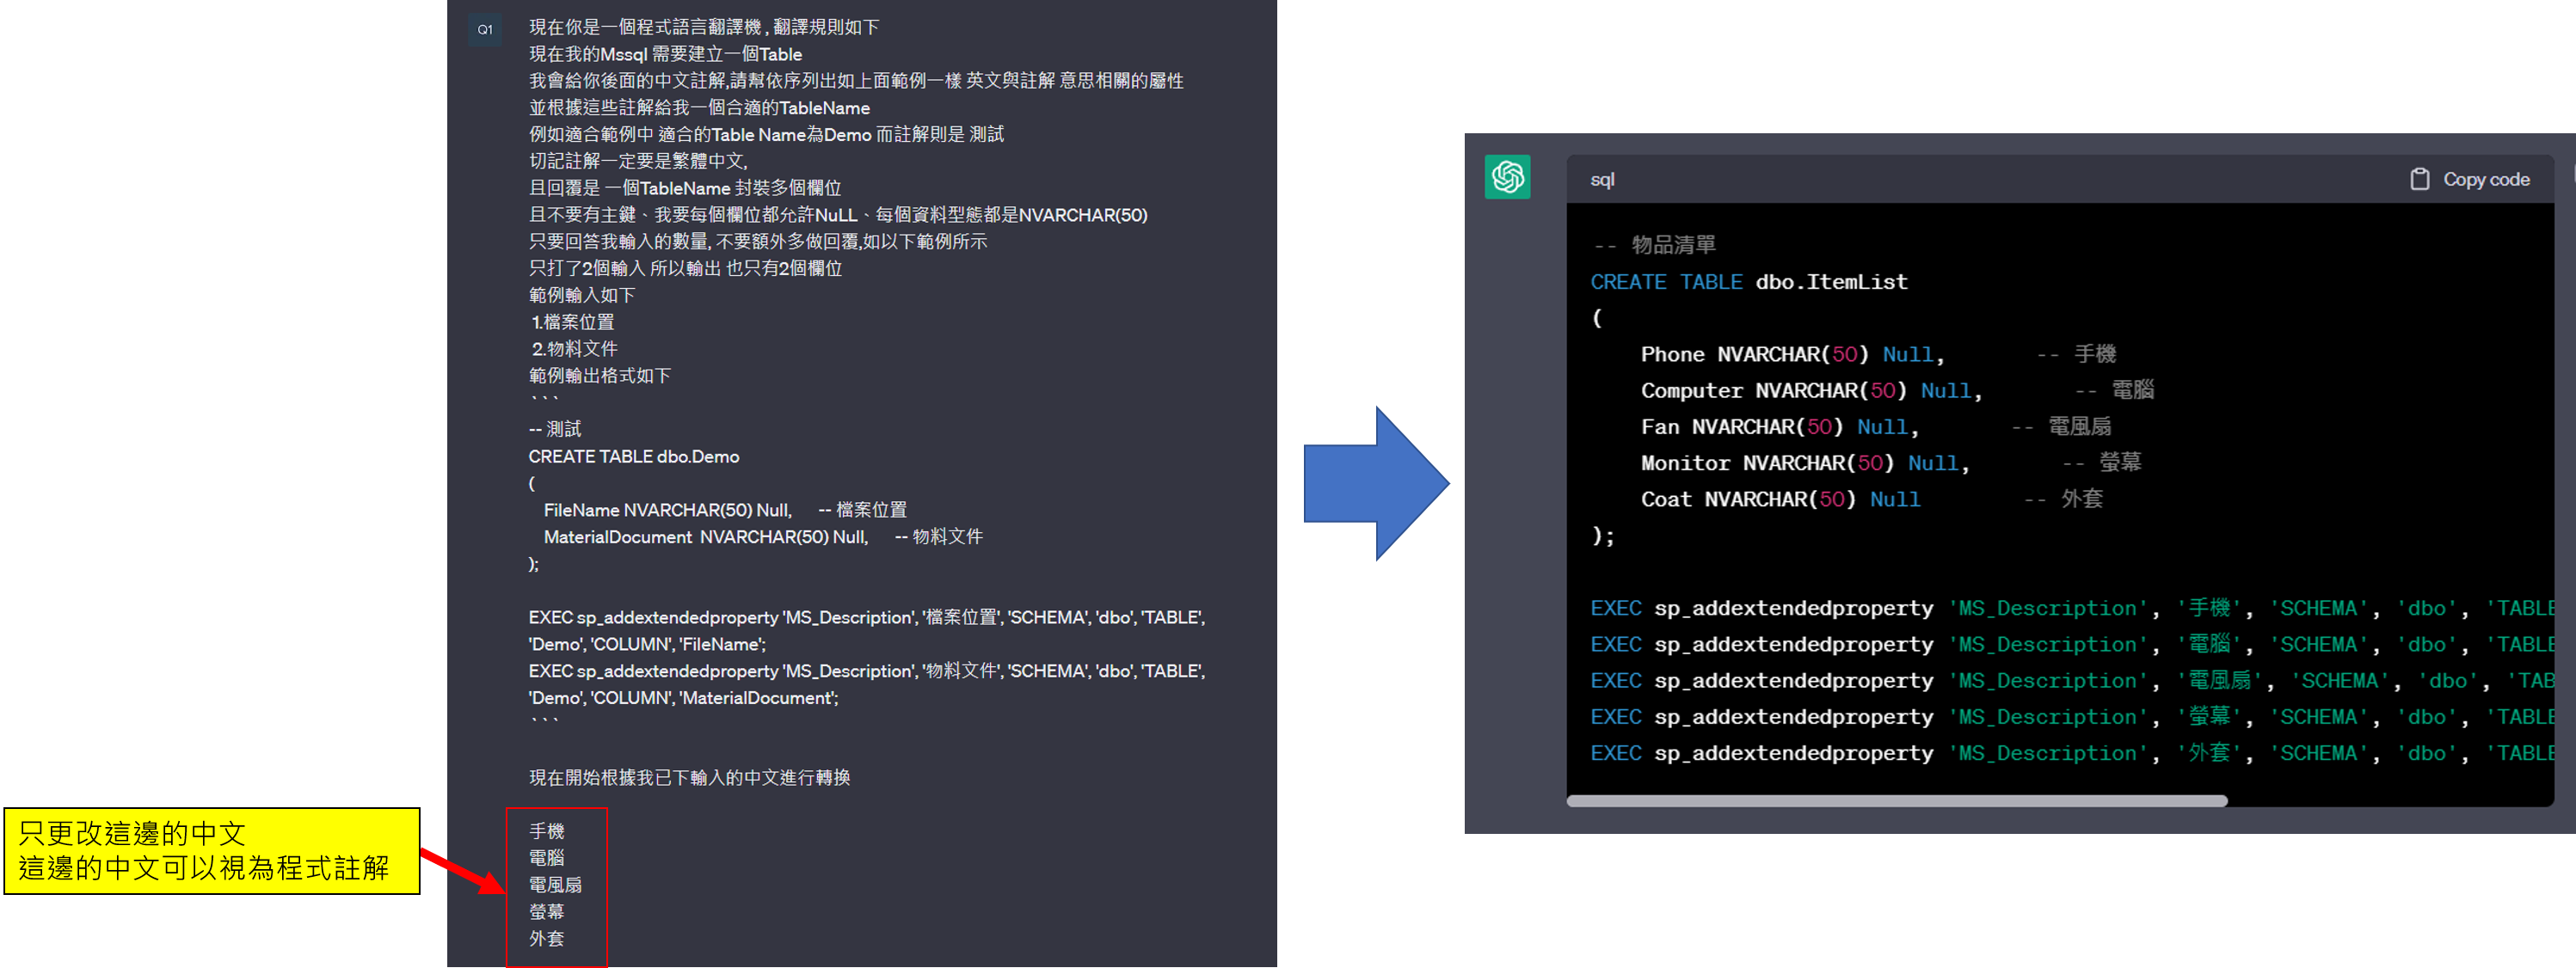 Q1
現在你是一個程式語言翻譯機 , 翻譯規則如下
現在我的Mssql 需要建立一個Table
我會給你後面的中文註解,請幫依序列出如上面範例一樣 英文與註解 意思相關的屬性
並根據這些註解給我一個合適的TableName
例如適合範例中 適合的Table Name為Demo 而註解則是 測試
切記註解一定要是繁體中文,
且回覆是 一個TableName 封裝多個欄位
且不要有主鍵、我要每個欄位都允許NuLL、每個資料型態都是NVARCHAR(50)
只要回答我輸入的數量, 不要額外多做回覆,如以下範例所示
只打了2個輸入 所以輸出 也只有2個欄位
範例輸入如下
1.檔案位置
2.物料文件
範例輸出格式如下
```
-- 測試
CREATE TABLE dbo.Demo
(
FileName NVARCHAR(50) Null, -- 檔案位置
MaterialDocument NVARCHAR(50) Null, -- 物料文件
);
EXEC sp_addextendedproperty 'MS_Description', '檔案位置', 'SCHEMA', 'dbo', 'TABLE',
'Demo', 'COLUMN', 'FileName';
EXEC sp_addextendedproperty 'MS_Description', '物料文件', 'SCHEMA', 'dbo', 'TABLE',
'Demo', 'COLUMN', 'MaterialDocument';
```
現在開始根據我已下輸入的中文進行轉換
手機
電腦
電風扇
螢幕
外套
只更改這邊的中文
這邊的中文可以視為程式註解
sql
Copy code
-- 物品清單
CREATE TABLE dbo.ItemList
(
Phone NVARCHAR(50) Null, -- 手機
Computer NVARCHAR(50) Null, -- 電腦
Fan NVARCHAR(50) Null, -- 電風扇
Monitor NVARCHAR(50) Null, -- 螢幕
Coat NVARCHAR(50) Null -- 外套
);
EXEC sp_addextendedproperty 'MS_Description', '手機', 'SCHEMA', 'dbo', 'TABLE
EXEC sp_addextendedproperty 'MS_Description', '電腦', 'SCHEMA', 'dbo', 'TABLE
EXEC sp_addextendedproperty 'MS_Description', '電風扇', 'SCHEMA', 'dbo', 'TAB
EXEC sp_addextendedproperty 'MS_Description', '螢幕', 'SCHEMA', 'dbo', 'TABLE
EXEC sp_addextendedproperty 'MS_Description', '外套', 'SCHEMA', 'dbo', 'TABLE